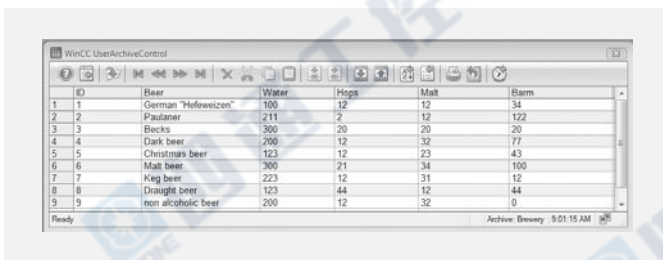 WinCC UserArchiveControl
ID Beer Water Hops Malt Barm
1 1 German "Hefeweizen" 100 12 12 34
2 2 Paulaner 211 2 12 122
3 3 Becks 300 20 20 20
4 4 Dark beer 200 12 32 77
5 5 Christmas beer 123 12 23 43
6 6 Malt beer 300 21 34 100
7 7 Keg beer 223 12 31 12
8 8 Draught beer 123 44 12 44
9 9 non alcoholic beer 200 12 32 0
Ready Archive: Brewery 9:01:15 AM